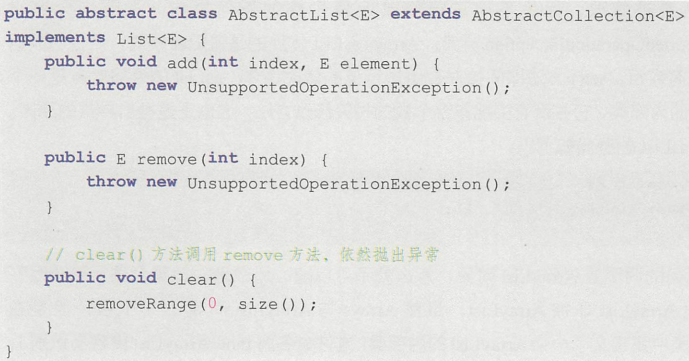 public abstract class AbstractList<E> extends AbstractCollection<E>
implements List<E> {
    public void add(int index, E element) {
        throw new UnsupportedOperationException();
    }
    public E remove(int index) {
        throw new UnsupportedOperationException();
    }
    // clear() 方法调用 remove 方法、依然抛出异常
    public void clear() {
        removeRange(0, size());
    }
}